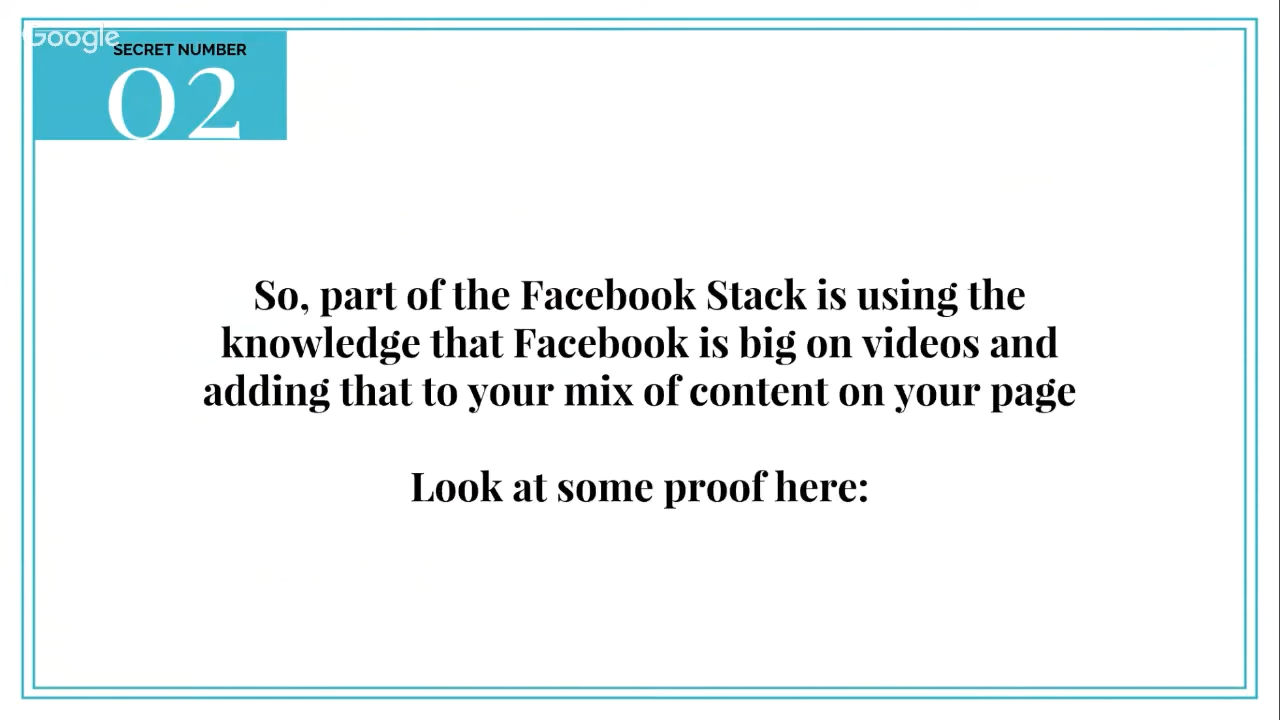 Google
SECRET NUMBER
02
So, part of the Facebook Stack is using the
knowledge that Facebook is big on videos and
adding that to your mix of content on your page
Look at some proof here: